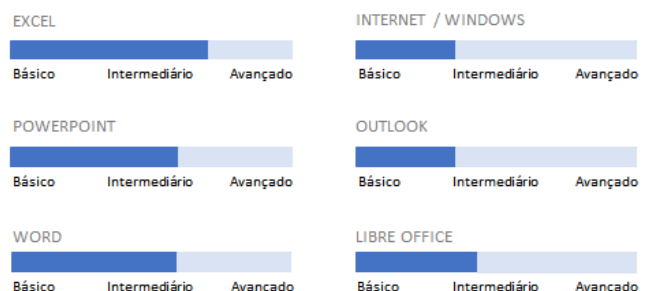 EXCEL
Básico Intermediário Avançado
INTERNET / WINDOWS
Básico Intermediário Avançado
POWERPOINT
Básico Intermediário Avançado
OUTLOOK
Básico Intermediário Avançado
WORD
Básico Intermediário Avançado
LIBRE OFFICE
Básico Intermediário Avançado